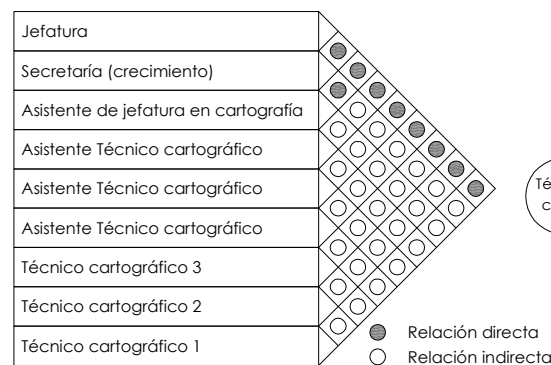 Jefatura
Secretaría (crecimiento)
Asistente de jefatura en cartografía
Asistente Técnico cartográfico
Asistente Técnico cartográfico
Asistente Técnico cartográfico
Técnico cartográfico 3
Técnico cartográfico 2
Técnico cartográfico 1
Relación directa
Relación indirecta